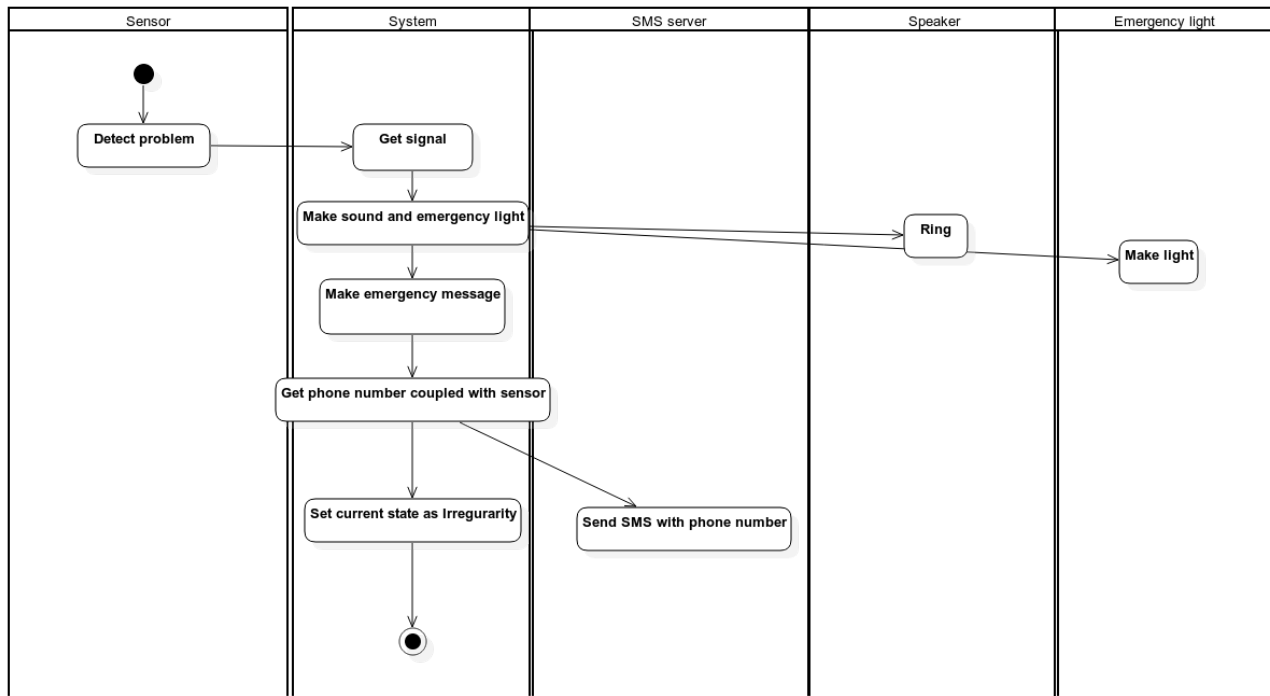 Sensor
System
SMS server
Speaker
Emergency light
Detect problem
Get signal
Make sound and emergency light
Ring
Make light
Make emergency message
Get phone number coupled with sensor
Set current state as Irregurarity
Send SMS with phone number